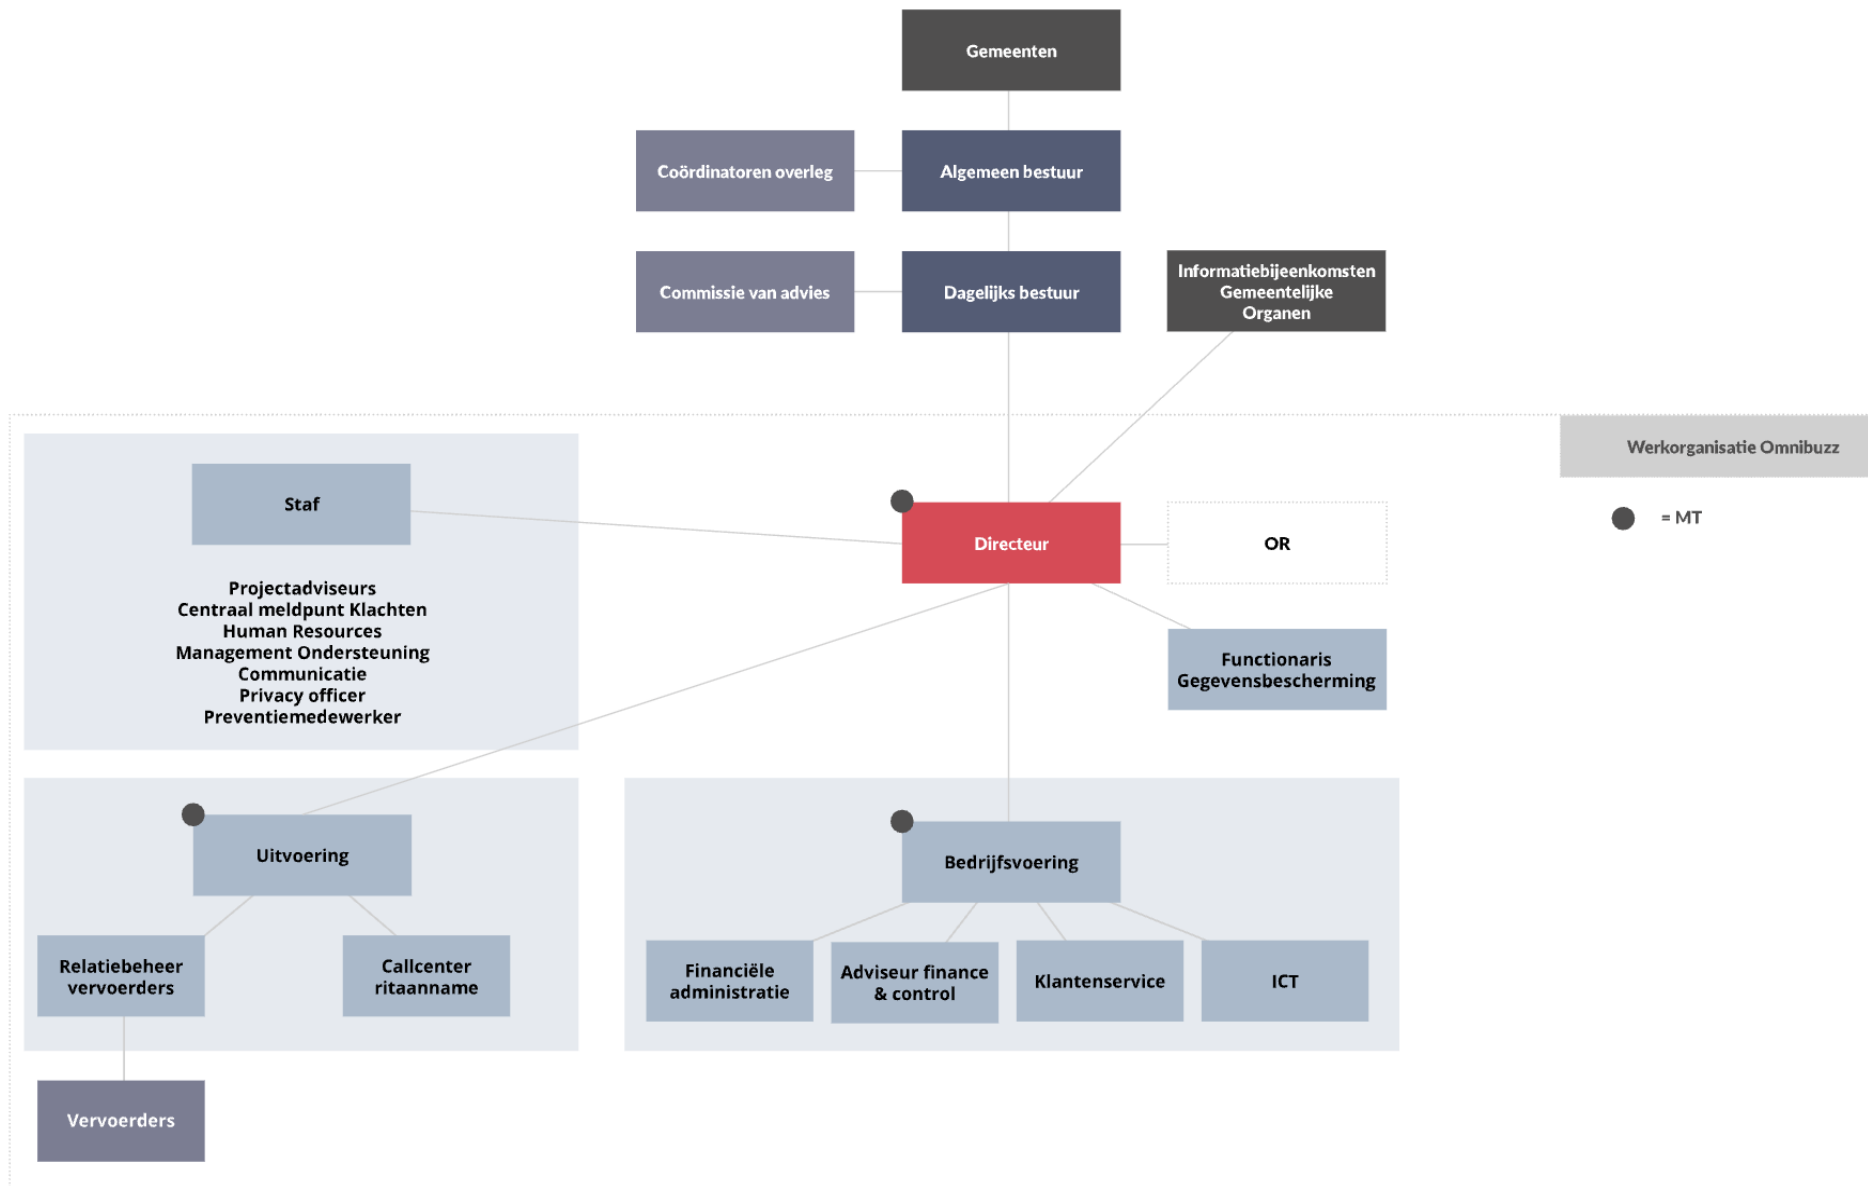 Gemeenten
Coördinatoren overleg
Algemeen bestuur
Commissie van advies
Dagelijks bestuur
Informatiebijeenkomsten
Gemeentelijke
Organen
Werkorganisatie Omnibuzz
= MT
Staf
Directeur
OR
Projectadviseurs
Centraal meldpunt Klachten
Human Resources
Management Ondersteuning
Communicatie
Privacy officer
Preventiemedewerker
Functionaris
Gegevensbescherming
Uitvoering
Bedrijfsvoering
Relatiebeheer
vervoerders
Callcenter
ritaanname
Financiële
administratie
Adviseur finance
& control
Klantenservice
ICT
Vervoerders